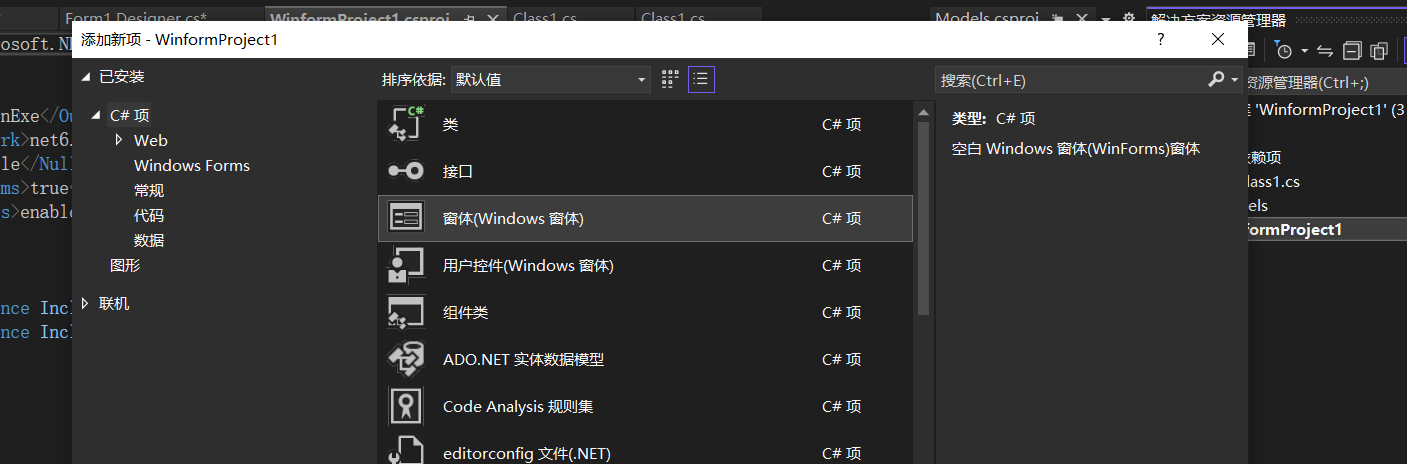 Form1.Designer.cs*
WinformProject1.csproj
Class1.cs
Class1.cs
Models.csproj
解决方案资源管理器
添加新项 - WinformProject1
?
已安装
C# 项
Web
Windows Forms
常规
代码
数据
图形
联机
排序依据: 默认值
类 C# 项
接口 C# 项
窗体(Windows 窗体) C# 项
用户控件(Windows 窗体) C# 项
组件类 C# 项
ADO.NET 实体数据模型 C# 项
Code Analysis 规则集 C# 项
editorconfig 文件(.NET) C# 项
搜索(Ctrl+E)
类型: C# 项
空白 Windows 窗体(WinForms)窗体
osoft.N
nExe</Ou
rk>net6.
le</Null
ms>true<
s>enable
nce Incl
nce Incl
资源管理器(Ctrl+;)
'WinformProject1' (3
赖项
lass1.cs
els
formProject1